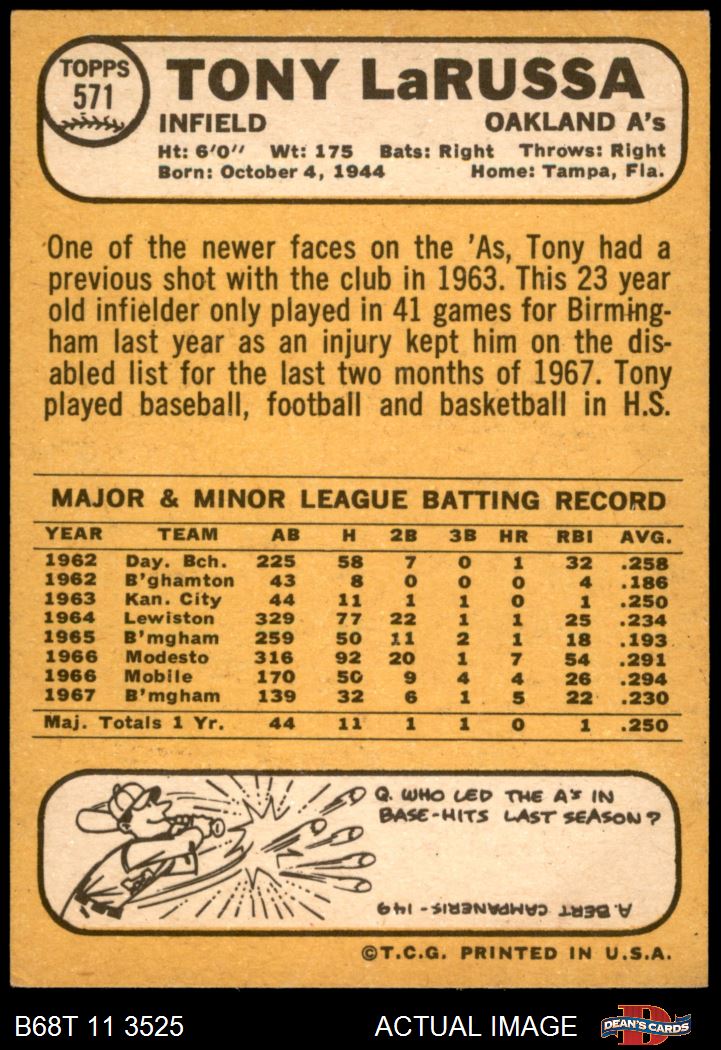 TOPPS
571
TONY LaRUSSA
INFIELD OAKLAND A's
Ht: 6'0" Wt: 175 Bats: Right Throws: Right
Born: October 4, 1944 Home: Tampa, Fla.
One of the newer faces on the 'As, Tony had a
previous shot with the club in 1963. This 23 year
old infielder only played in 41 games for Birming-
ham last year as an injury kept him on the dis-
abled list for the last two months of 1967. Tony
played baseball, football and basketball in H.S.
MAJOR & MINOR LEAGUE BATTING RECORD
YEAR TEAM AB H 2B 3B HR RBI AVG.
1962 Day. Bch. 225 58 7 0 1 32 .258
1962 B'ghamton 43 8 0 0 0 4 .186
1963 Kan. City 44 11 1 1 0 1 .250
1964 Lewiston 329 77 22 1 1 25 .234
1965 B'mgham 259 50 11 2 1 18 .193
1966 Modesto 316 92 20 1 7 54 .291
1966 Mobile 170 50 9 4 4 26 .294
1967 B'mgham 139 32 6 1 5 22 .230
Maj. Totals 1 Yr. 44 11 1 1 0 1 .250
Q. WHO LED THE A's IN
BASE-HITS LAST SEASON?
A. BERT CAMPANERIS - 149
©T.C.G. PRINTED IN U.S.A.
B68T 11 3525 ACTUAL IMAGE
D
DEAN'S CARDS